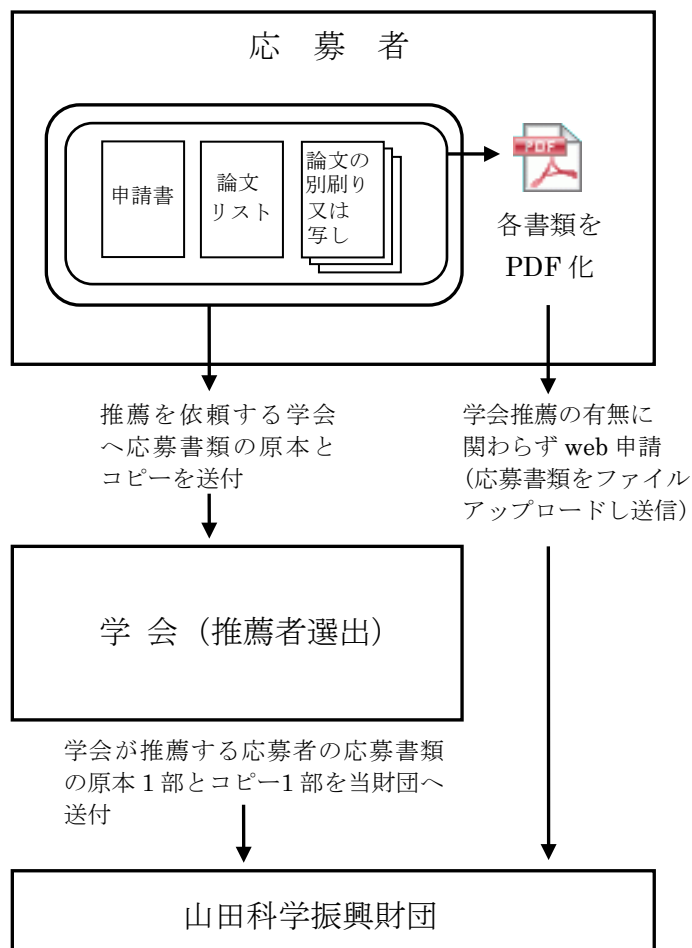 応 募 者
申請書
論文
リスト
論文の
別刷り
又は
写し
PDF
各書類を
PDF 化
推薦を依頼する学会
へ応募書類の原本と
コピーを送付
学会推薦の有無に
関わらず web 申請
(応募書類をファイル
アップロードし送信)
学 会（推薦者選出）
学会が推薦する応募者の応募書類
の原本 1 部とコピー1 部を当財団へ
送付
山田科学振興財団